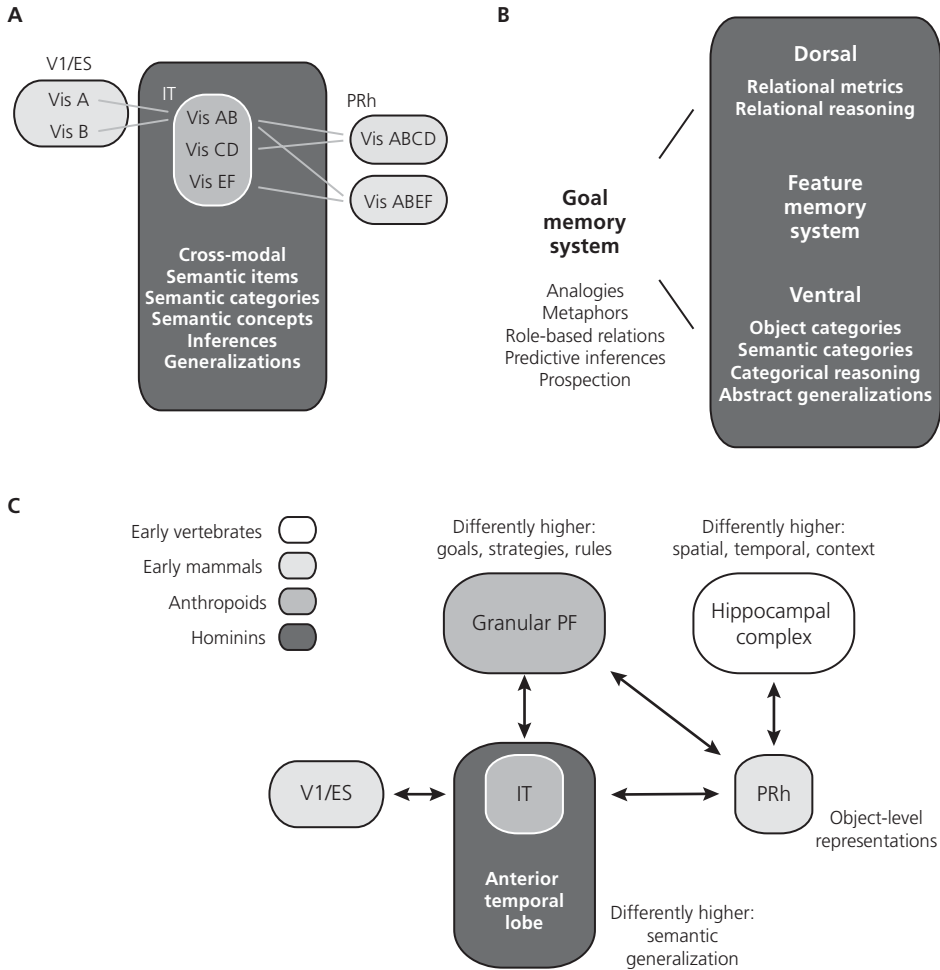 A
V1/ES
Vis A
Vis B
IT
Vis AB
Vis CD
Vis EF
PRh
Vis ABCD
Vis ABEF
Cross-modal
Semantic items
Semantic categories
Semantic concepts
Inferences
Generalizations
B
Goal
memory
system
Analogies
Metaphors
Role-based relations
Predictive inferences
Prospection
Dorsal
Relational metrics
Relational reasoning
Feature
memory
system
Ventral
Object categories
Semantic categories
Categorical reasoning
Abstract generalizations
C
Early vertebrates
Early mammals
Anthropoids
Hominins
Differently higher:
goals, strategies, rules
Granular PF
Differently higher:
spatial, temporal, context
Hippocampal
complex
V1/ES
IT
Anterior
temporal
lobe
PRh
Object-level
representations
Differently higher:
semantic
generalization